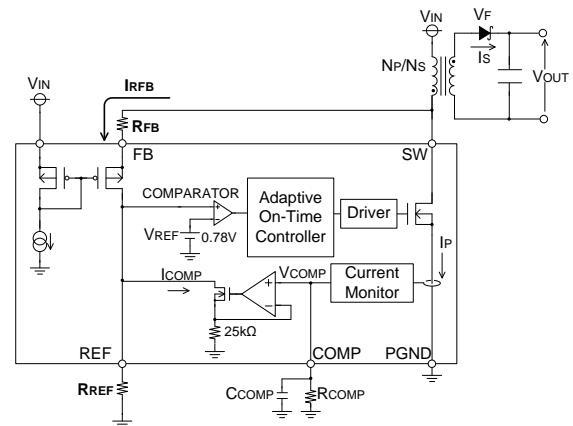 VIN
VF
NP/NS
IS
VOUT
VIN
IRFB
RFB
FB
SW
COMPARATOR
Adaptive
On-Time
Controller
Driver
VREF
0.78V
IP
ICOMP
VCOMP
Current
Monitor
25kΩ
REF
COMP
PGND
RREF
CCOMP
RCOMP